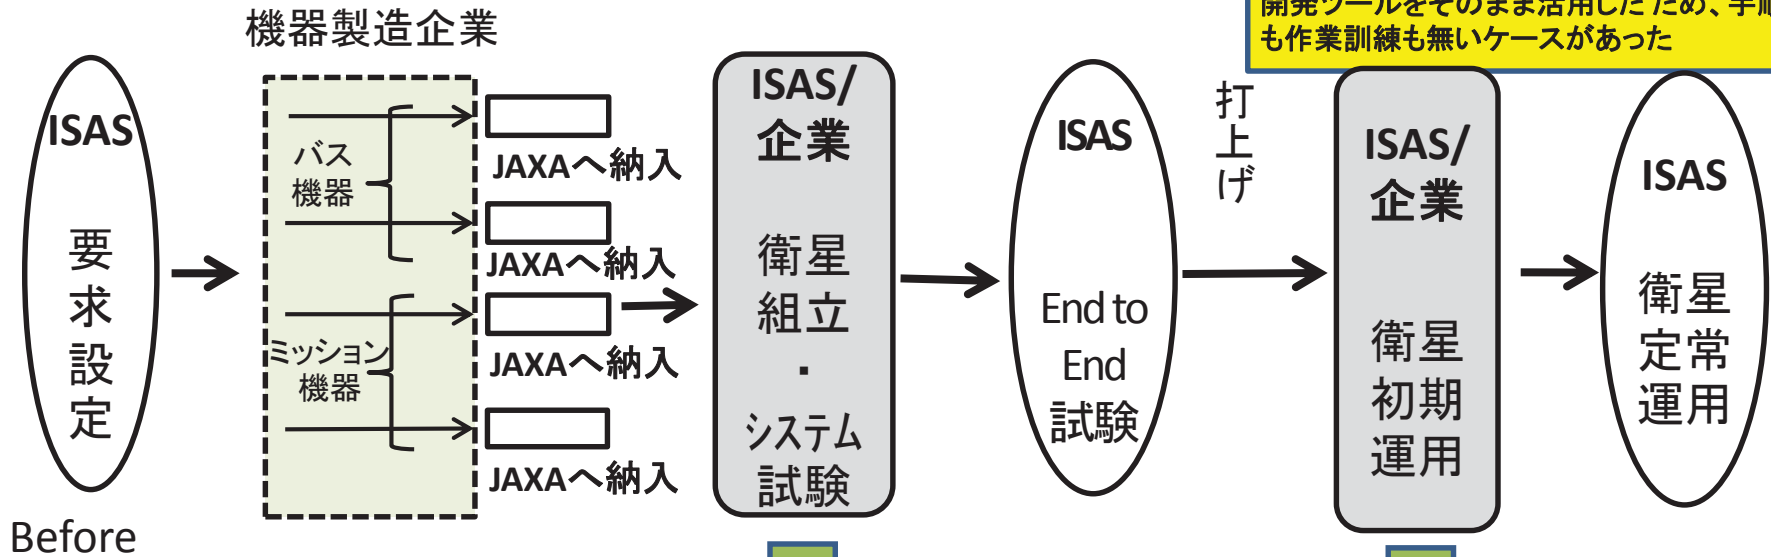 機器製造企業
開発ツールをそのまま活用したため、手順
も作業訓練も無いケースがあった
ISAS
要求設定
バス
機器
ミッション
機器
JAXAへ納入
JAXAへ納入
JAXAへ納入
JAXAへ納入
ISAS/
企業
衛星
組立
・
システム
試験
ISAS
End to
End
試験
打上げ
ISAS/
企業
衛星
初期
運用
ISAS
衛星
定常
運用
Before